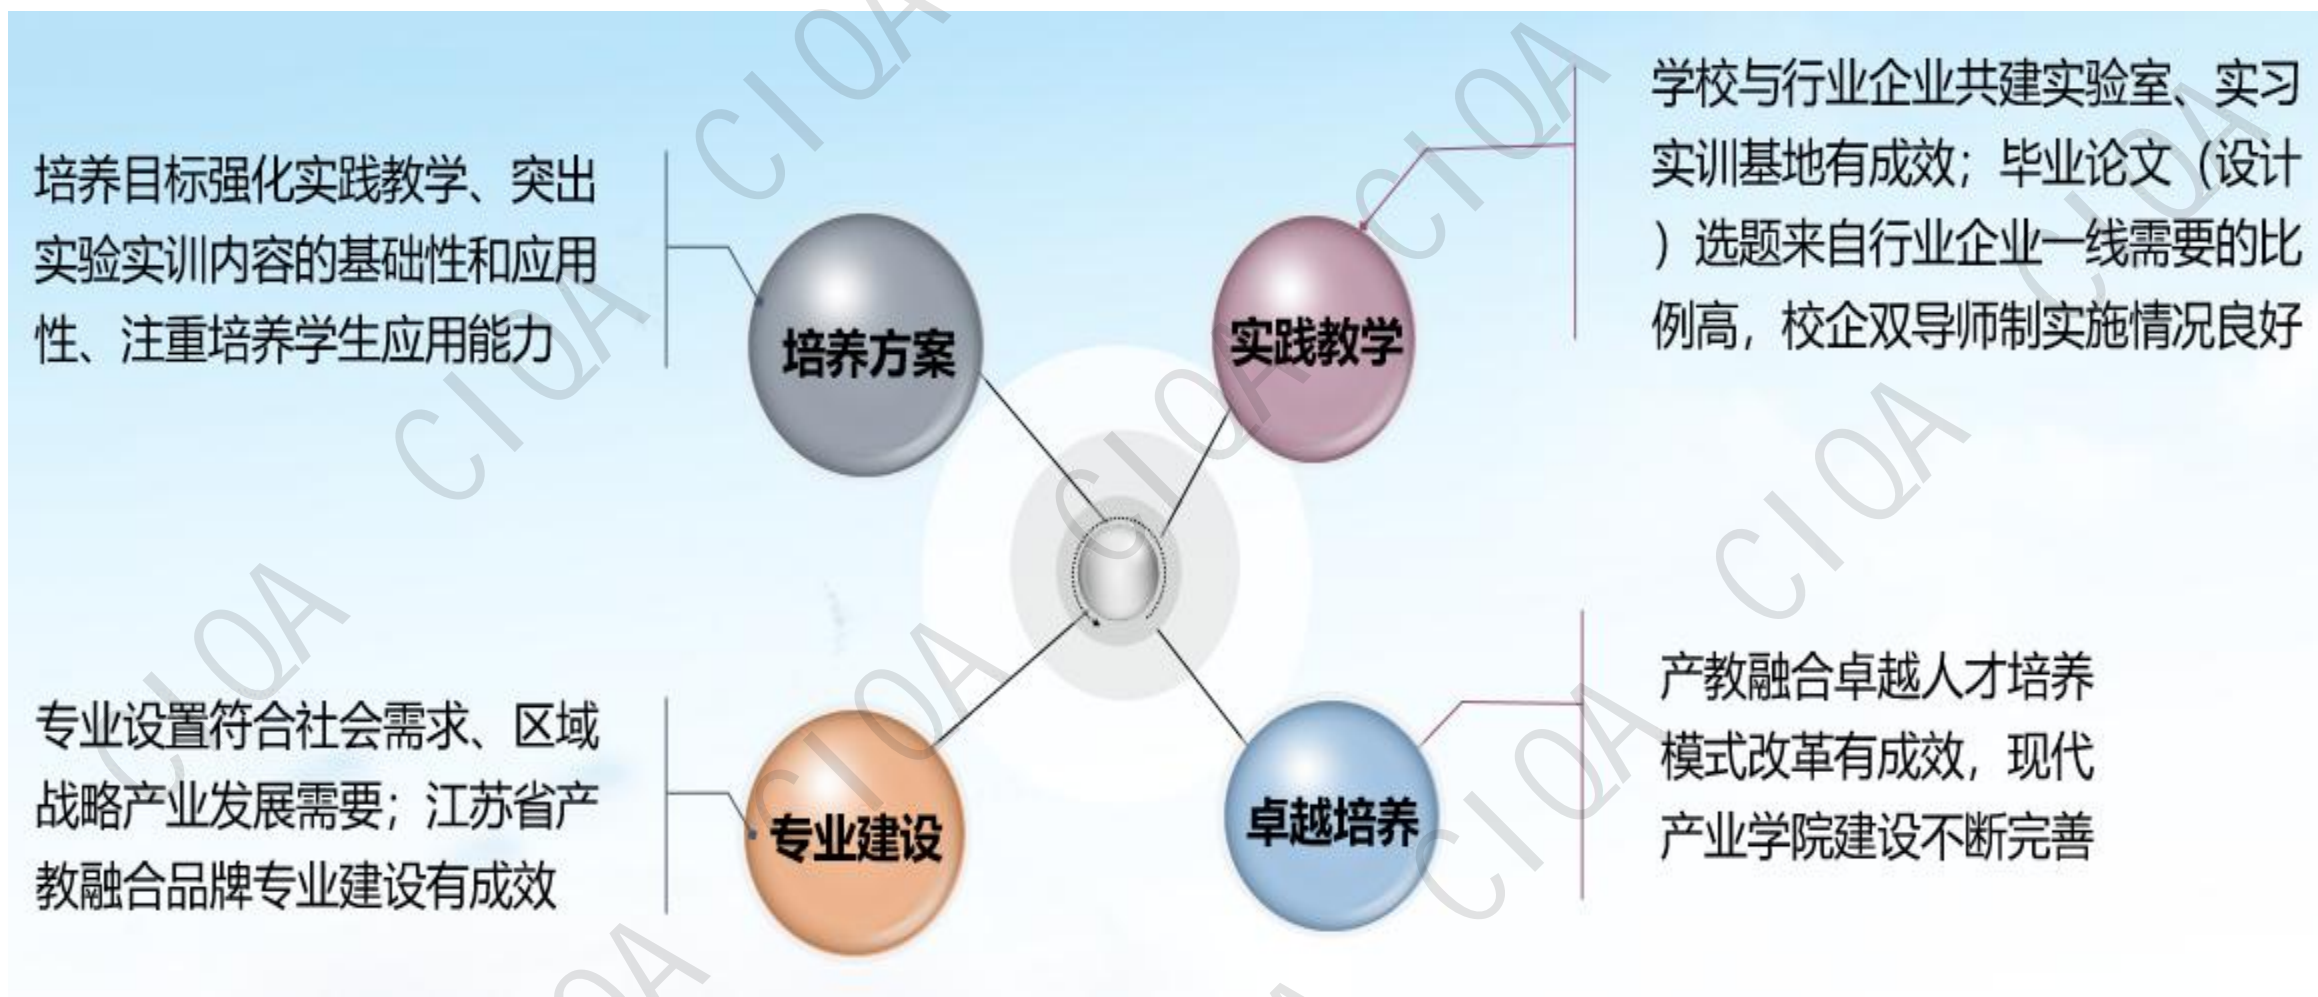 培养目标强化实践教学、突出
实验实训内容的基础性和应用
性、注重培养学生应用能力
培养方案
实践教学
学校与行业企业共建实验室、实习
实训基地有成效；毕业论文（设计
）选题来自行业企业一线需要的比
例高，校企双导师制实施情况良好
专业设置符合社会需求、区域
战略产业发展需要；江苏省产
教融合品牌专业建设有成效
专业建设
卓越培养
产教融合卓越人才培养
模式改革有成效，现代
产业学院建设不断完善
CIQA
CIQA
CIQA
CIQA
CIQA
CIQA
CIQA
CIQA
CIQA
QA